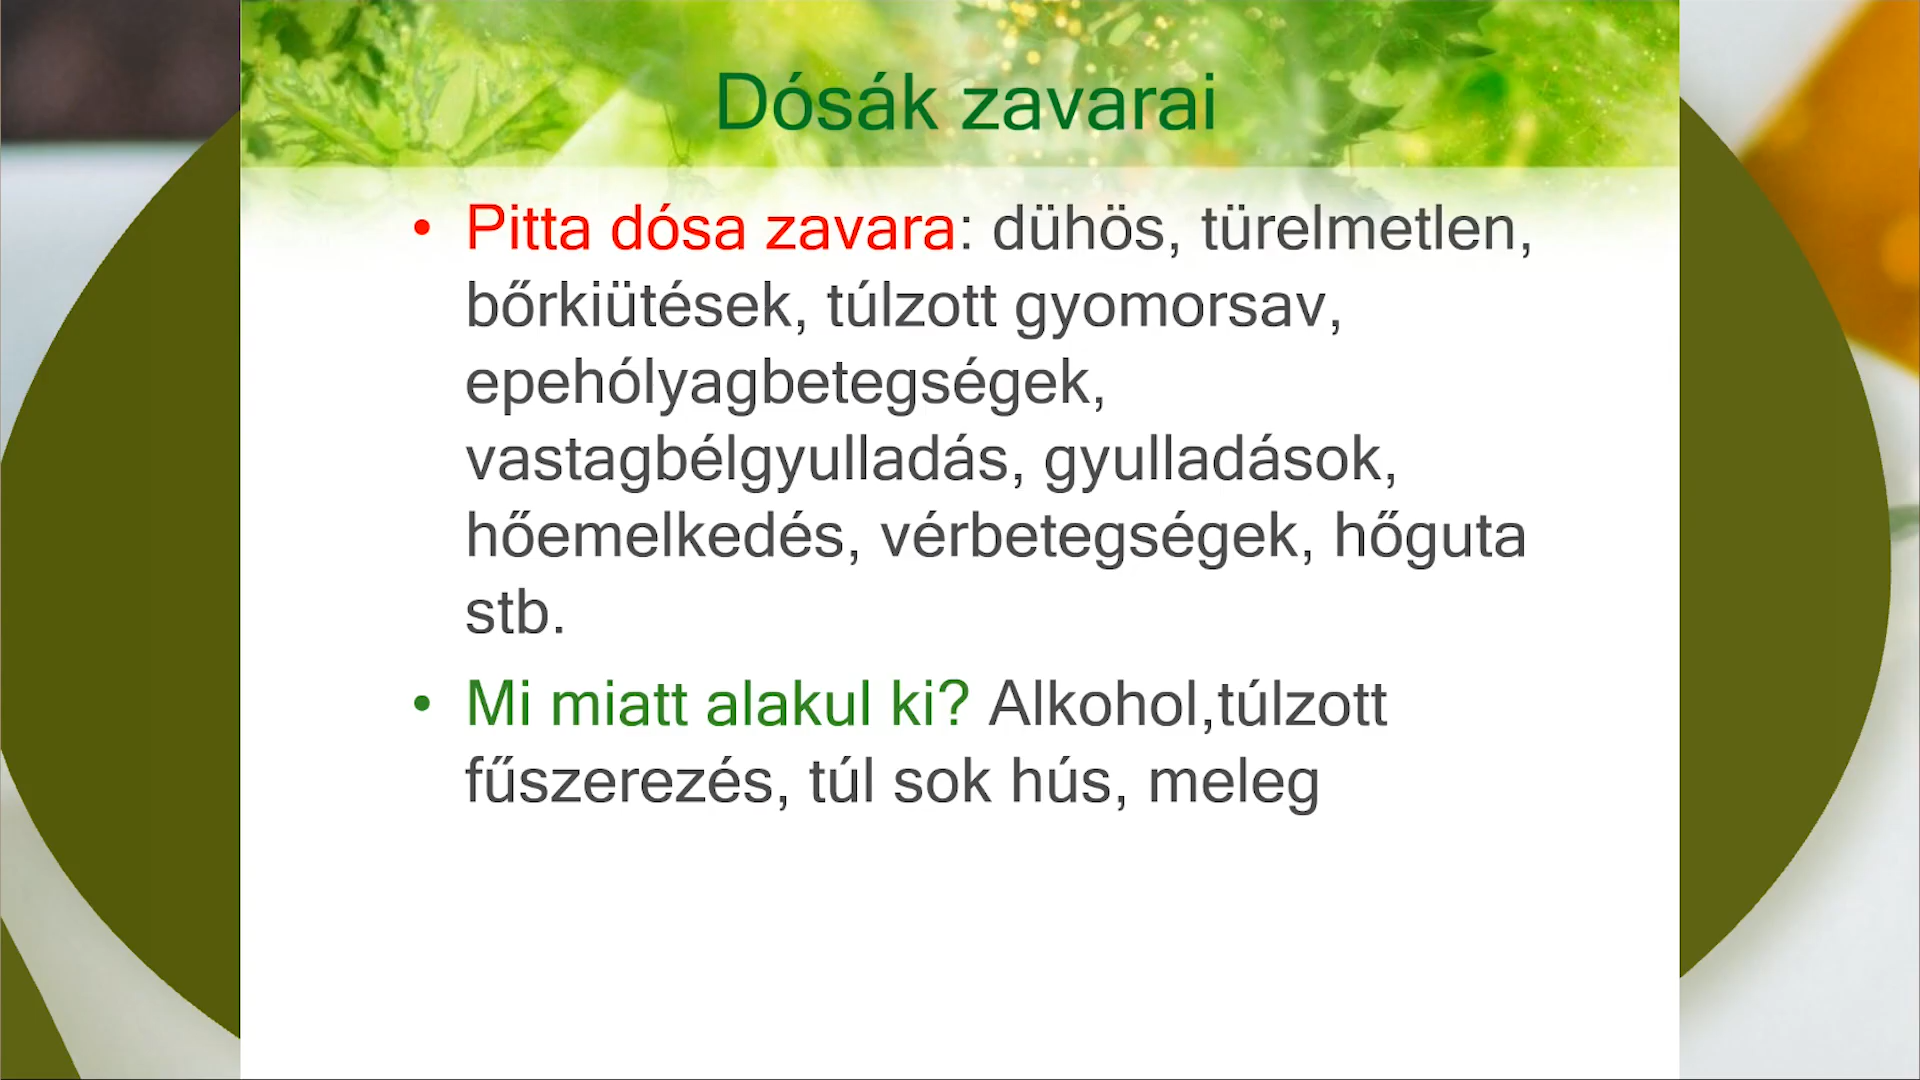 Dósák zavarai
• Pitta dósa zavara: dühös, türelmetlen,
bőrkiütések, túlzott gyomorsav,
epehólyagbetegségek,
vastagbélgyulladás, gyulladások,
hőemelkedés, vérbetegségek, hőguta
stb.
• Mi miatt alakul ki? Alkohol,túlzott
fűszerezés, túl sok hús, meleg